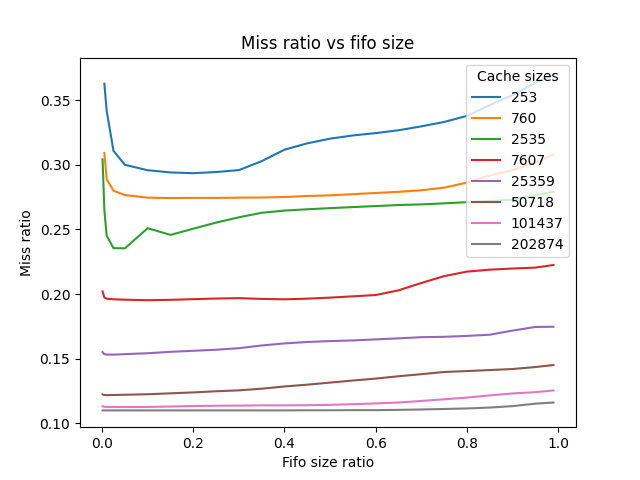 Miss ratio vs fifo size
Cache sizes
253
760
2535
7607
25359
50718
101437
202874
Miss ratio
0.35
0.30
0.25
0.20
0.15
0.10
0.0 0.2 0.4 0.6 0.8 1.0
Fifo size ratio